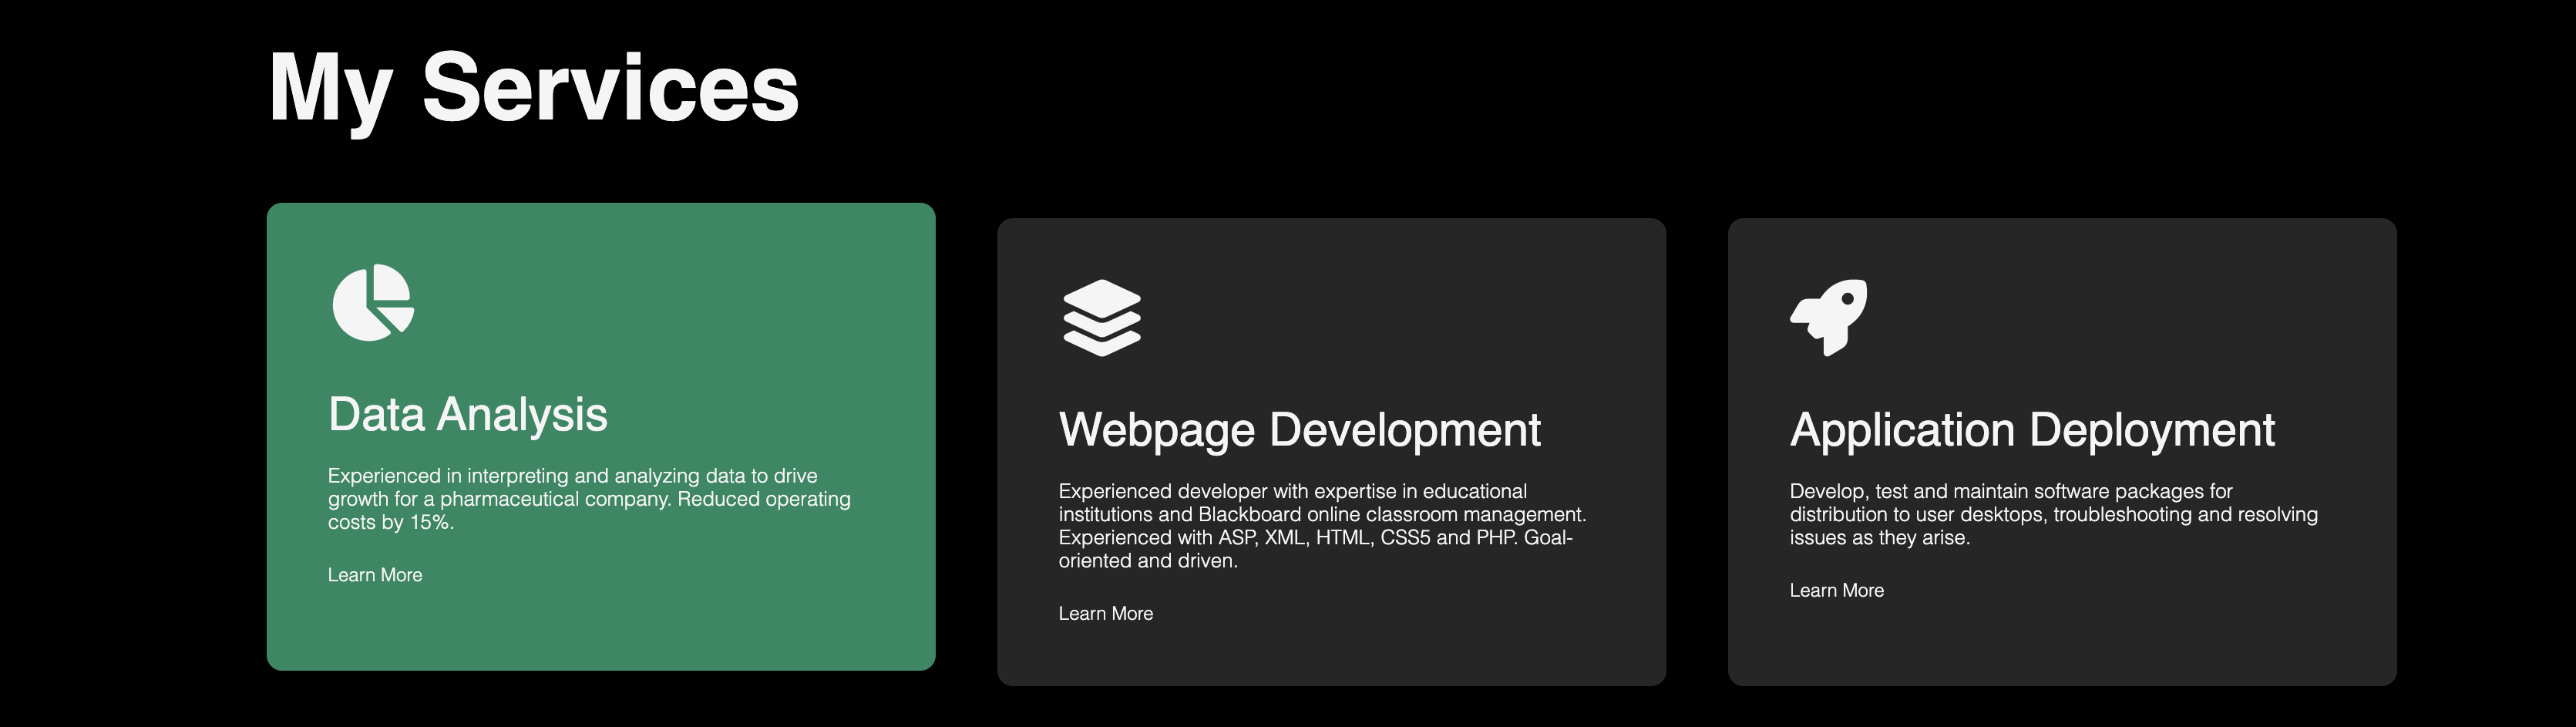 My Services
Data Analysis
Experienced in interpreting and analyzing data to drive
growth for a pharmaceutical company. Reduced operating
costs by 15%.
Learn More
Webpage Development
Experienced developer with expertise in educational
institutions and Blackboard online classroom management.
Experienced with ASP, XML, HTML, CSS5 and PHP. Goal-
oriented and driven.
Learn More
Application Deployment
Develop, test and maintain software packages for
distribution to user desktops, troubleshooting and resolving
issues as they arise.
Learn More